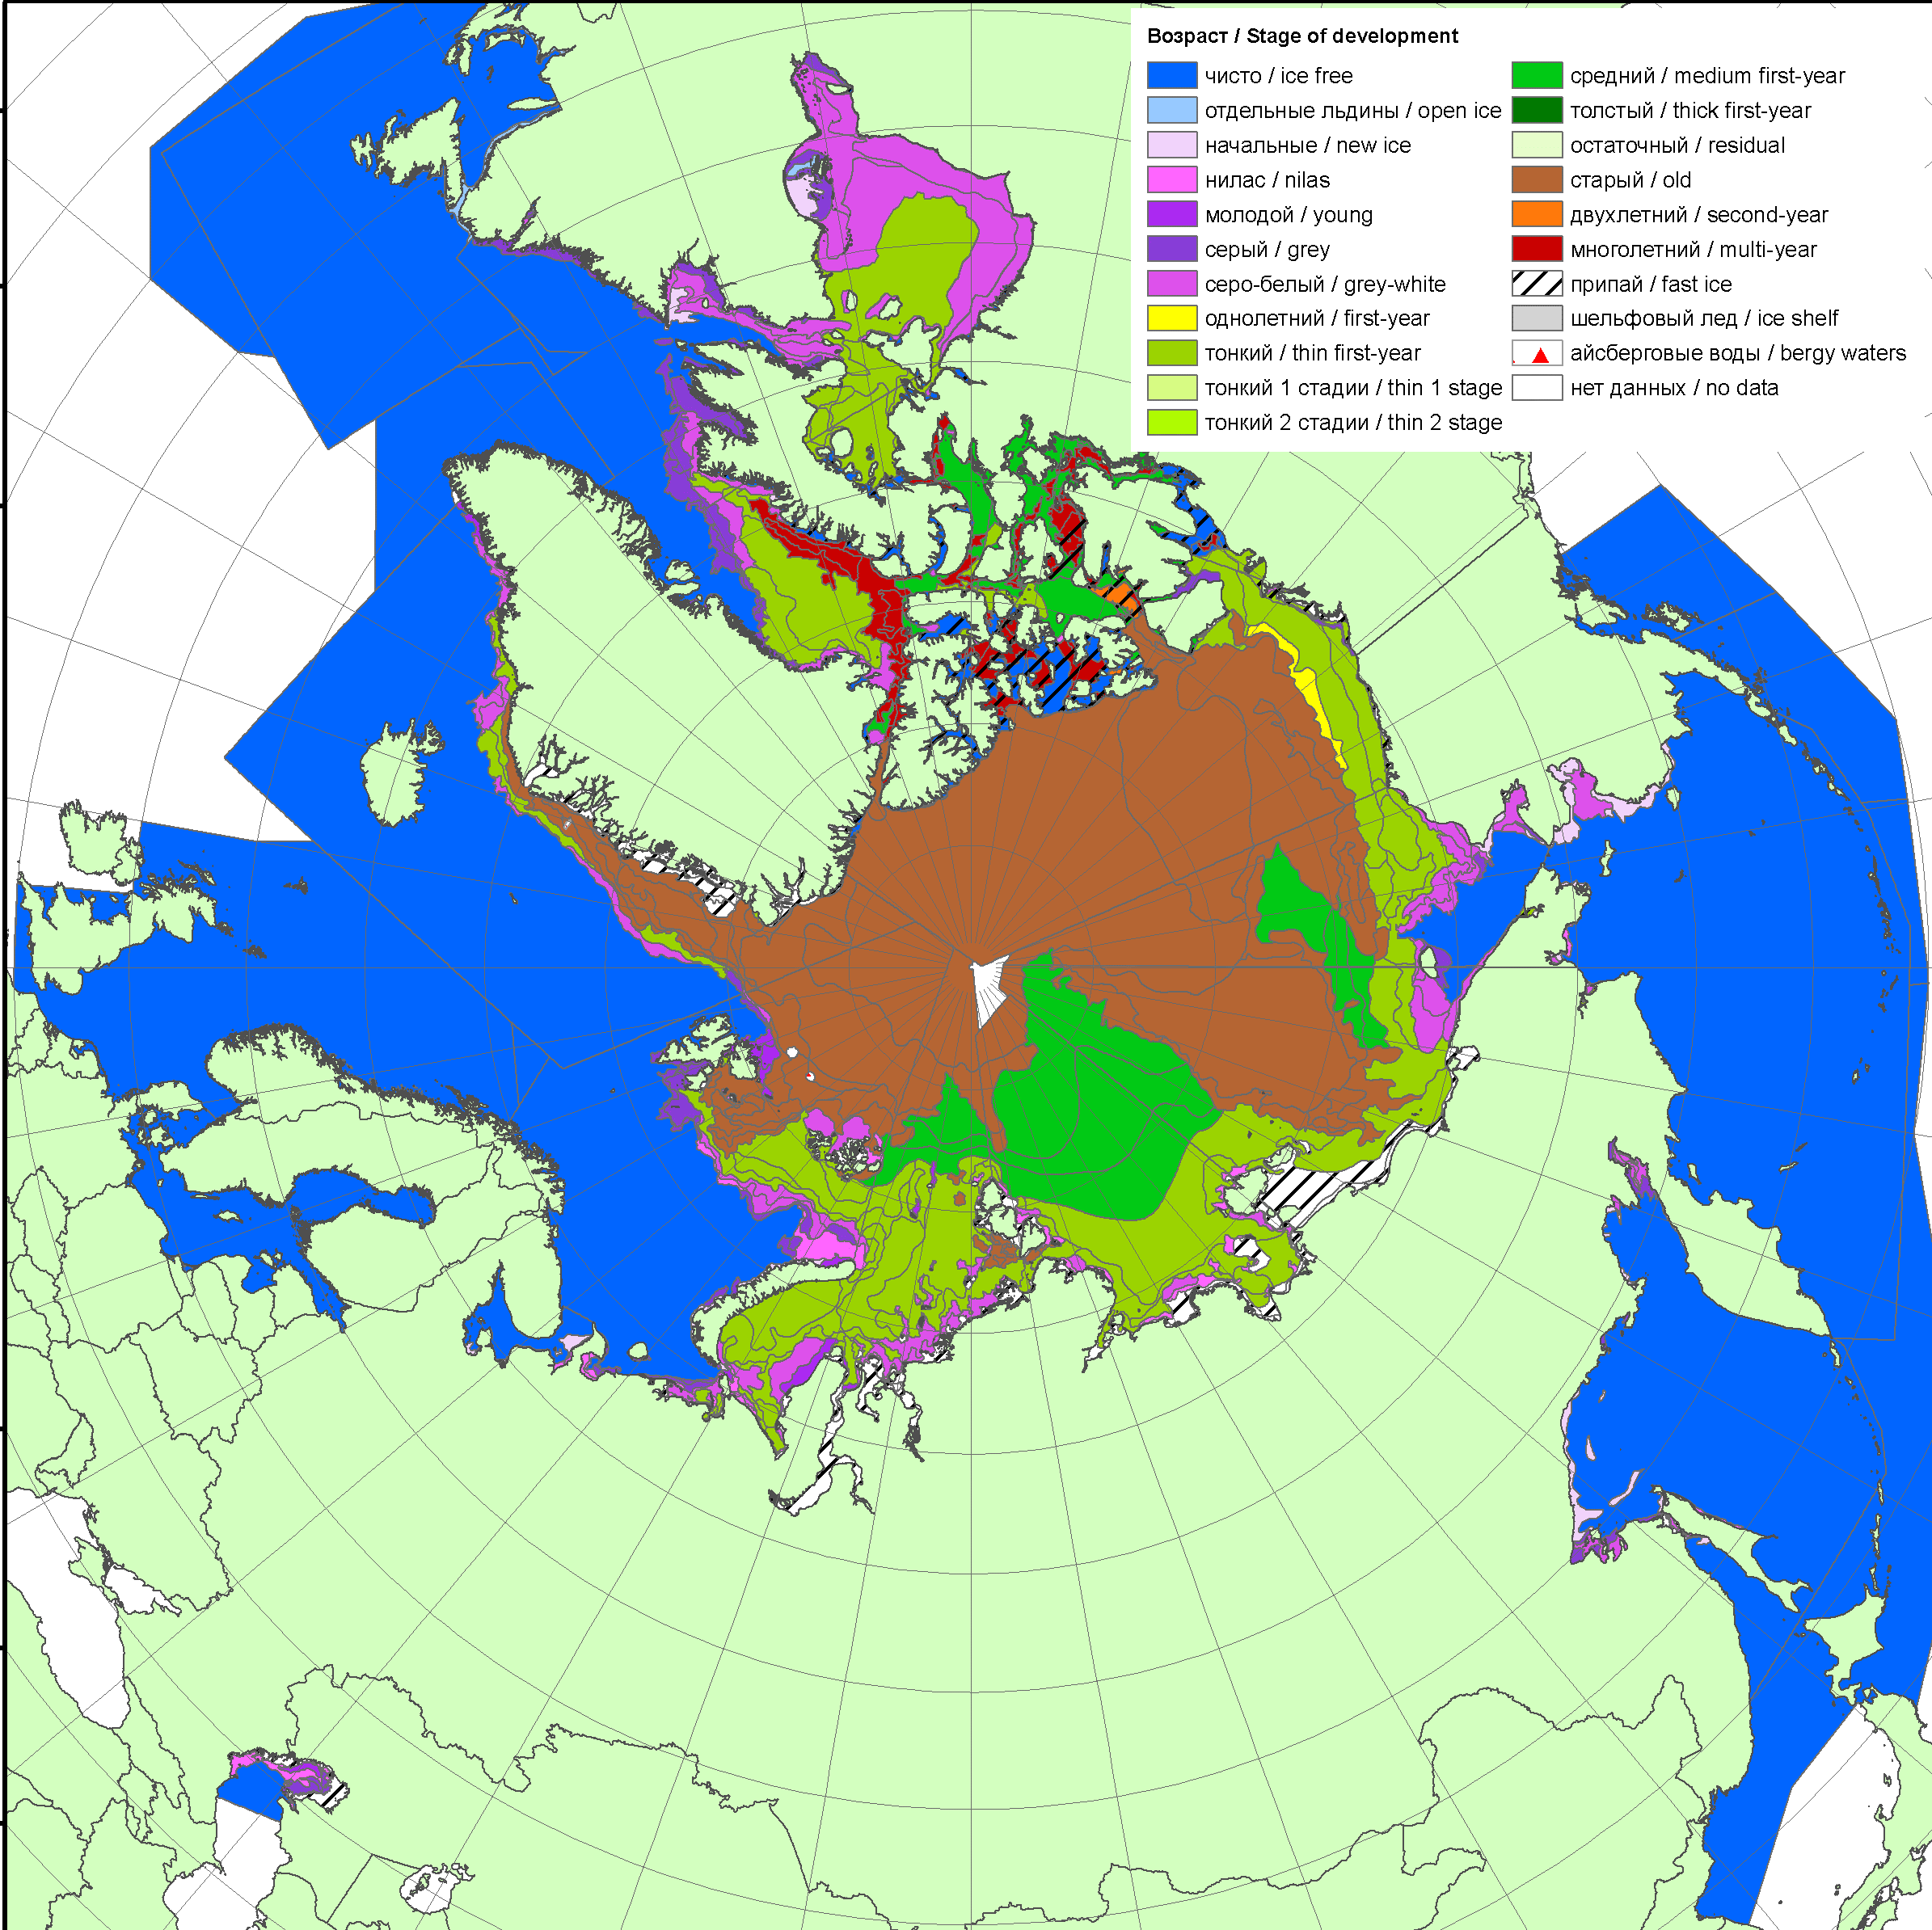 Возраст / Stage of development
чисто / ice free
отдельные льдины / open ice
начальные / new ice
нилас / nilas
молодой / young
серый / grey
серо-белый / grey-white
однолетний / first-year
тонкий / thin first-year
тонкий 1 стадии / thin 1 stage
тонкий 2 стадии / thin 2 stage
средний / medium first-year
толстый / thick first-year
остаточный / residual
старый / old
двухлетний / second-year
многолетний / multi-year
припай / fast ice
шельфовый лед / ice shelf
айсберговые воды / bergy waters
нет данных / no data